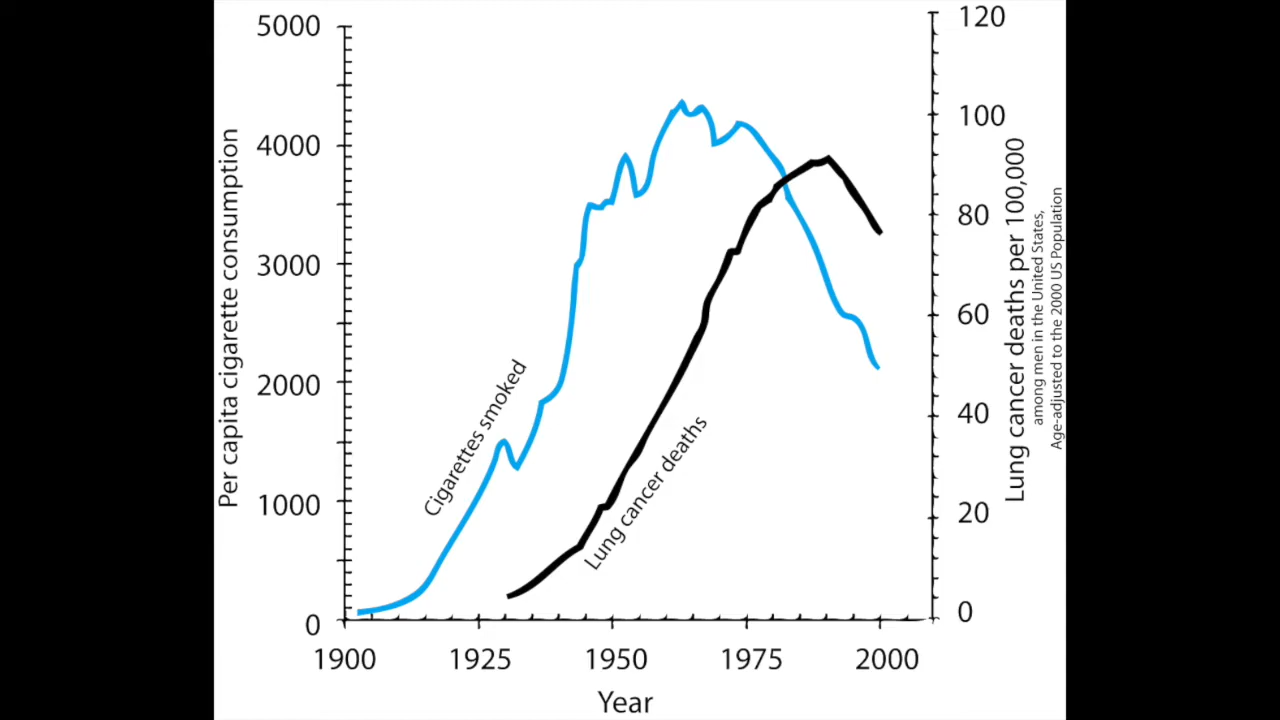 Per capita cigarette consumption
5000
4000
3000
2000
1000
0
Cigarettes smoked
Lung cancer deaths
120
100
80
60
40
20
0
Lung cancer deaths per 100,000
among men in the United States,
Age-adjusted to the 2000 US Population
1900
1925
1950
1975
2000
Year